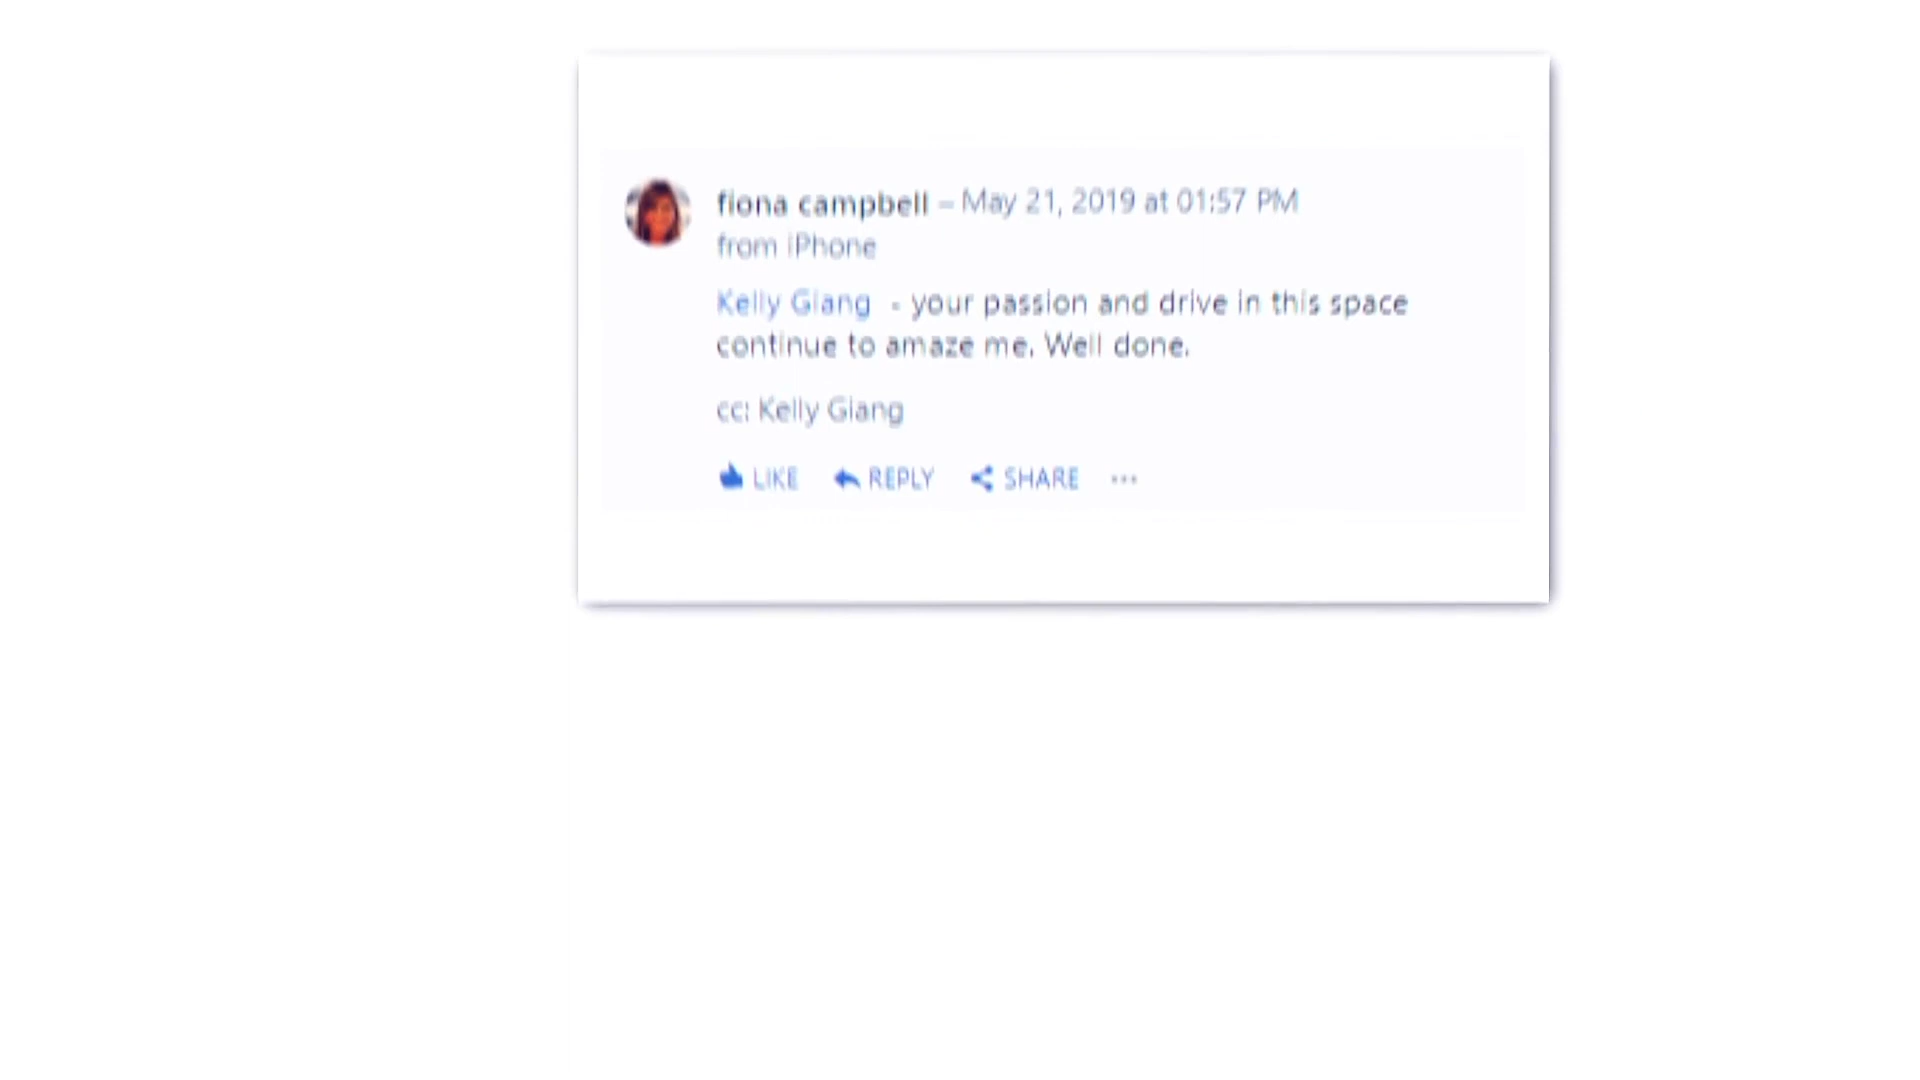 fiona campbell – May 21, 2019 at 01:57 PM
from iPhone
Kelly Giang - your passion and drive in this space
continue to amaze me. Well done.
cc: Kelly Giang
LIKE REPLY SHARE ...